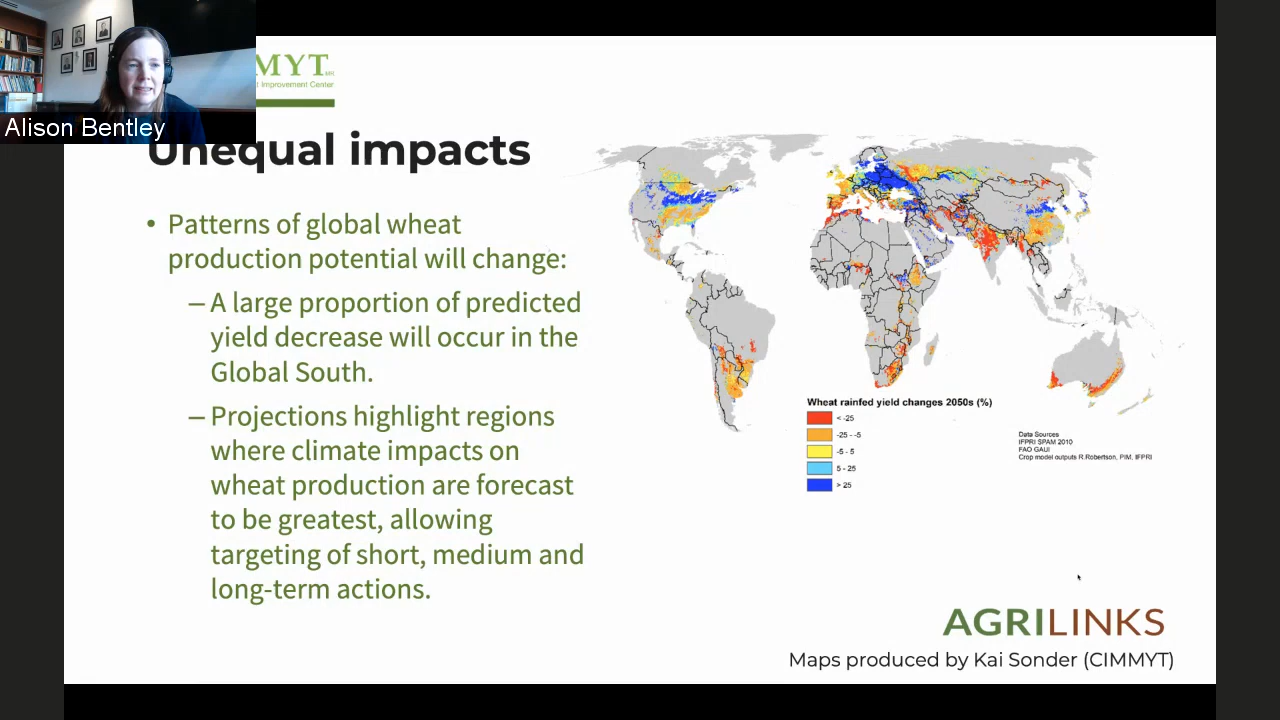 MYT
MR
t Improvement Center
Alison Bentley
Unequal impacts
• Patterns of global wheat
production potential will change:
– A large proportion of predicted
yield decrease will occur in the
Global South.
– Projections highlight regions
where climate impacts on
wheat production are forecast
to be greatest, allowing
targeting of short, medium and
long-term actions.
Wheat rainfed yield changes 2050s (%)
< -25
-25 - -5
-5 - 5
5 - 25
> 25
Data Sources
IFPRI SPAM 2010
FAO GAUI
Crop model outputs R.Robertson, PIM, IFPRI
AGRILINKS
Maps produced by Kai Sonder (CIMMYT)